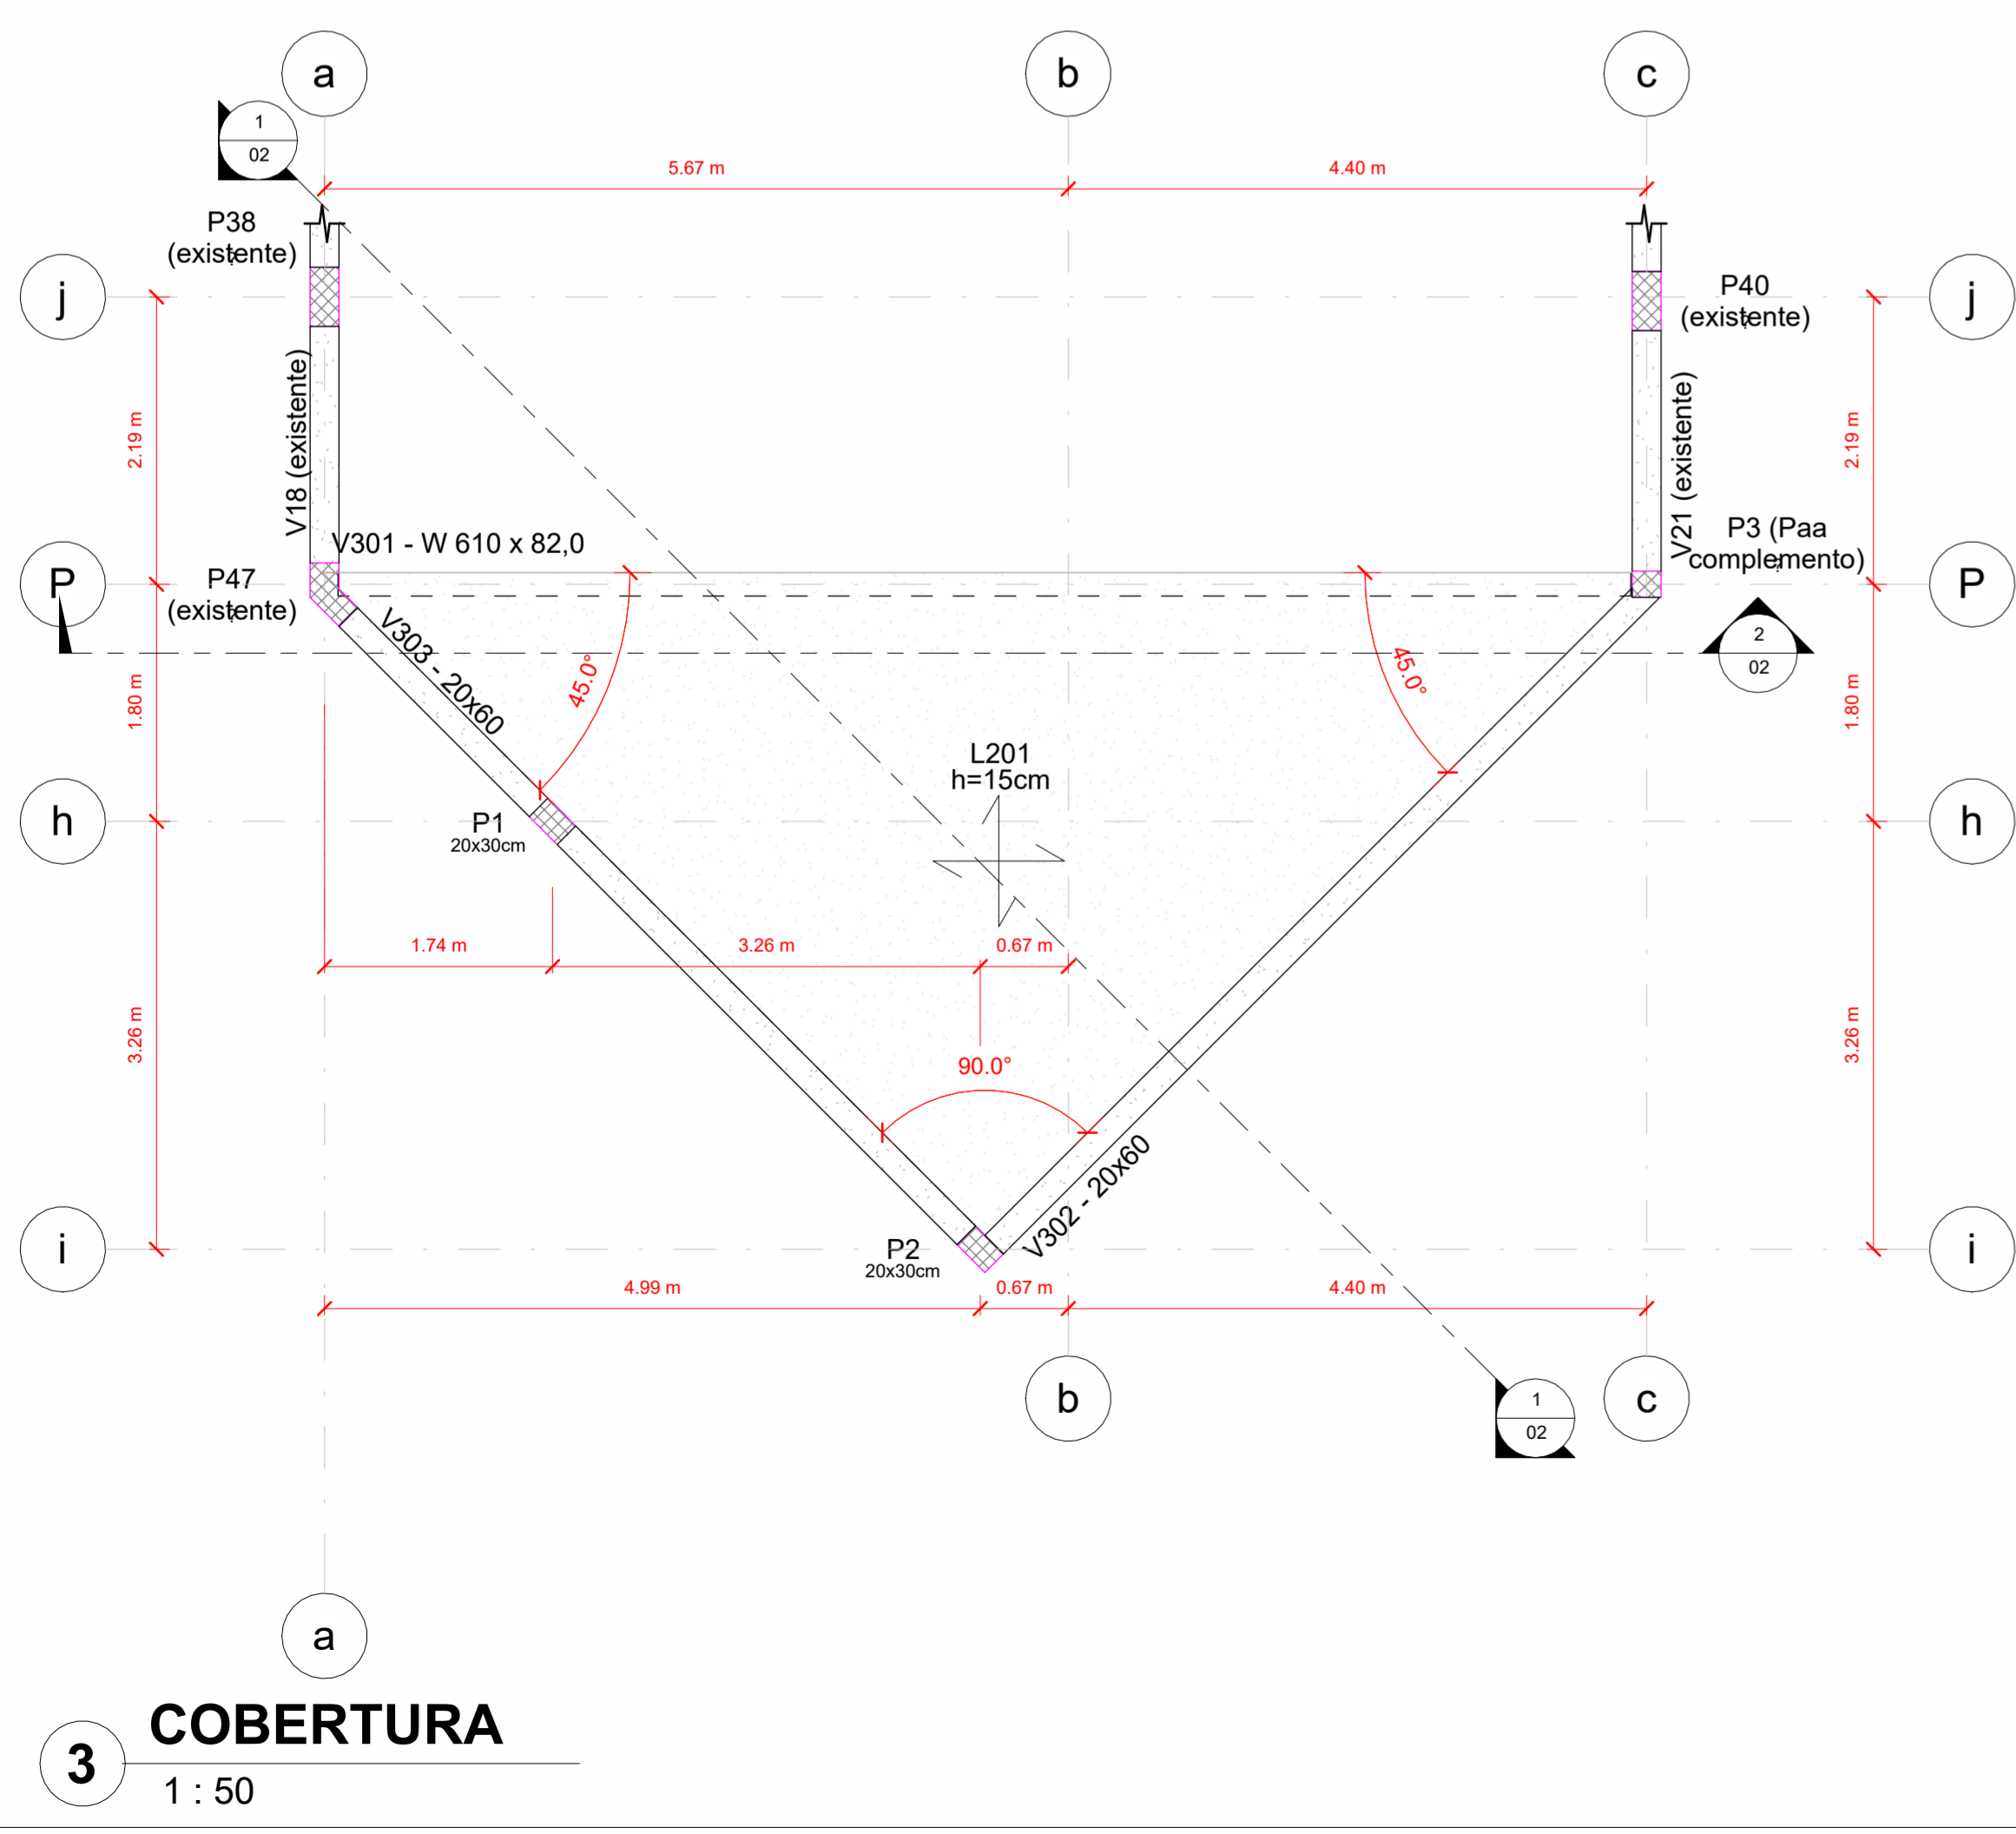 a
b
c
1
02
5.67 m
4.40 m
P38
(existente)
?
j
j
P40
(existente)
?
2.19 m
V18 (existente)
V21 (existente)
2.19 m
V301 - W 610 x 82,0
P3 (Paa
complemento)
?
P
P47
(existente)
?
P
V303 - 20x60
45.0°
45.0°
2
02
1.80 m
1.80 m
L201
h=15cm
h
P1
20x30cm
h
1.74 m
3.26 m
0.67 m
3.26 m
3.26 m
90.0°
V302 - 20x60
i
P2
20x30cm
i
4.99 m
0.67 m
4.40 m
b
1
02
c
a
3
COBERTURA
1 : 50